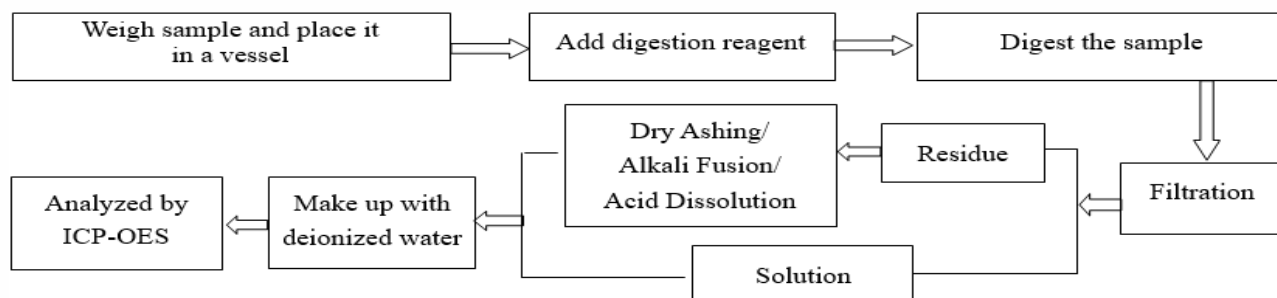 Weigh sample and place it
in a vessel
Add digestion reagent
Digest the sample
Filtration
Residue
Dry Ashing/
Alkali Fusion/
Acid Dissolution
Solution
Make up with
deionized water
Analyzed by
ICP-OES